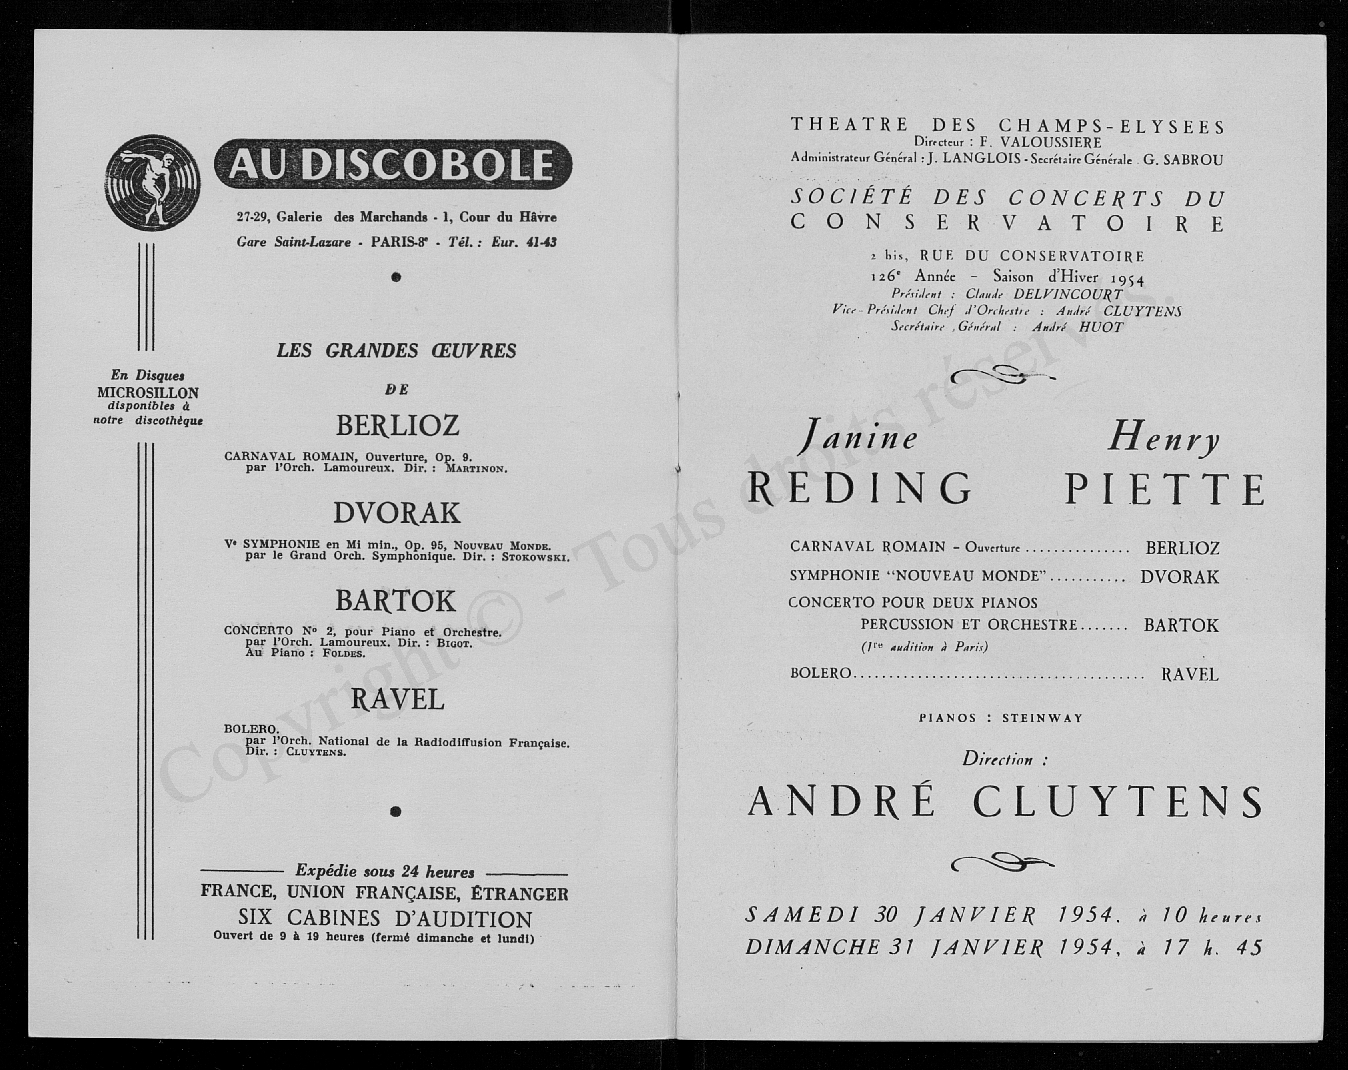 AU DISCOBOLE
27-29, Galerie des Marchands - 1, Cour du Hâvre
Gare Saint-Lazare - PARIS-8e - Tél. : Eur. 41-43
En Disques
MICROSILLON
disponibles à
notre discothèque
LES GRANDES ŒUVRES
DE
BERLIOZ
CARNAVAL ROMAIN, Ouverture, Op. 9.
par l'Orch. Lamoureux. Dir. : MARTINON.
DVORAK
Ve SYMPHONIE en Mi min., Op. 95, NOUVEAU MONDE.
par le Grand Orch. Symphonique. Dir. : STOKOWSKI.
BARTOK
CONCERTO No 2, pour Piano et Orchestre.
par l'Orch. Lamoureux. Dir. : BIGOT.
Au Piano : FOLDES.
RAVEL
BOLERO.
par l'Orch. National de la Radiodiffusion Française.
Dir. : CLUYTENS.
Expédie sous 24 heures
FRANCE, UNION FRANÇAISE, ÉTRANGER
SIX CABINES D'AUDITION
Ouvert de 9 à 19 heures (fermé dimanche et lundi)
THEATRE DES CHAMPS-ELYSEES
Directeur : F. VALOUSSIERE
Administrateur Général : J. LANGLOIS - Secrétaire Générale . G. SABROU
SOCIÉTÉ DES CONCERTS DU
CONSERVATOIRE
2 bis, RUE DU CONSERVATOIRE
126e Année - Saison d'Hiver 1954
Président : Claude DELVINCOURT
Vice-Président Chef d'Orchestre : André CLUYTENS
Secrétaire Général : André HUOT
Janine Henry
REDING PIETTE
CARNAVAL ROMAIN - Ouverture ............... BERLIOZ
SYMPHONIE "NOUVEAU MONDE" ........... DVORAK
CONCERTO POUR DEUX PIANOS
PERCUSSION ET ORCHESTRE ....... BARTOK
(1re audition à Paris)
BOLERO ......................................... RAVEL
PIANOS : STEINWAY
Direction :
ANDRÉ CLUYTENS
SAMEDI 30 JANVIER 1954, à 10 heures
DIMANCHE 31 JANVIER 1954, à 17 h. 45
Copyright © - Tous droits réservés.